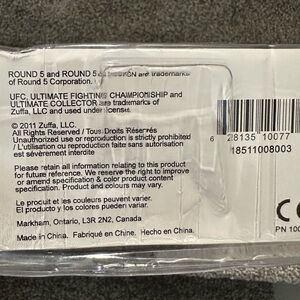 ROUND 5 and ROUND 5 are trademarks
of Round 5 Corporation.
UFC, ULTIMATE FIGHTING CHAMPIONSHIP and
ULTIMATE COLLECTOR are trademarks of
Zuffa, LLC and used under license.
© 2011 Zuffa, LLC.
All Rights Reserved / Tous Droits Réservés
Unauthorized use or reproduction is strictly prohibited
/ L'utilisation ou reproduction faite sans autorisation
est sévèrement interdite
Please retain all information relating to this product
for future reference. We reserve the right to improve
or amend specification & color product content
specification. Product and colours may vary.
Le produit et les couleurs peuvent varier.
El producto y los colores pueden variar.
Markham, Ontario, L3R 2N2, Canada
Made in China. Fabriqué en Chine. Hecho en China.
6 28135 10077
18511008003
CE
PN 100